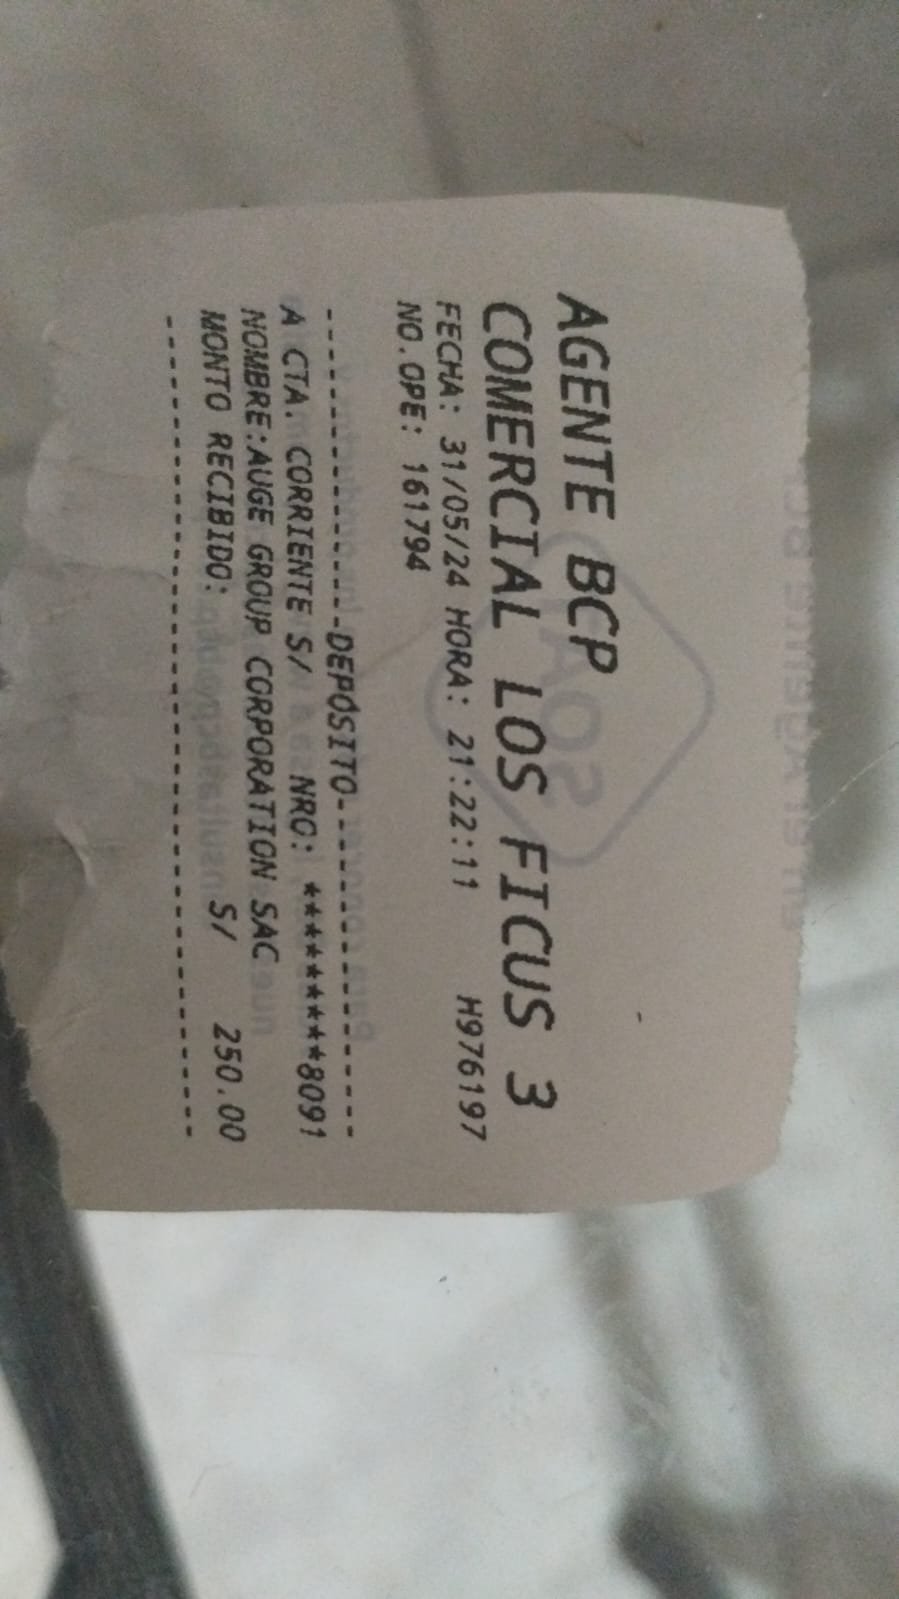 AGENTE BCP
COMERCIAL LOS FICUS 3
FECHA: 31/05/24 HORA: 21:22:11 H976197
NO.OPE: 161794
----------------DEPÓSITO----------------
A CTA. CORRIENTE S/ NRO: *********8091
NOMBRE:AUGE GROUP CORPORATION SAC
MONTO RECIBIDO: S/ 250.00
----------------------------------------
SOAT